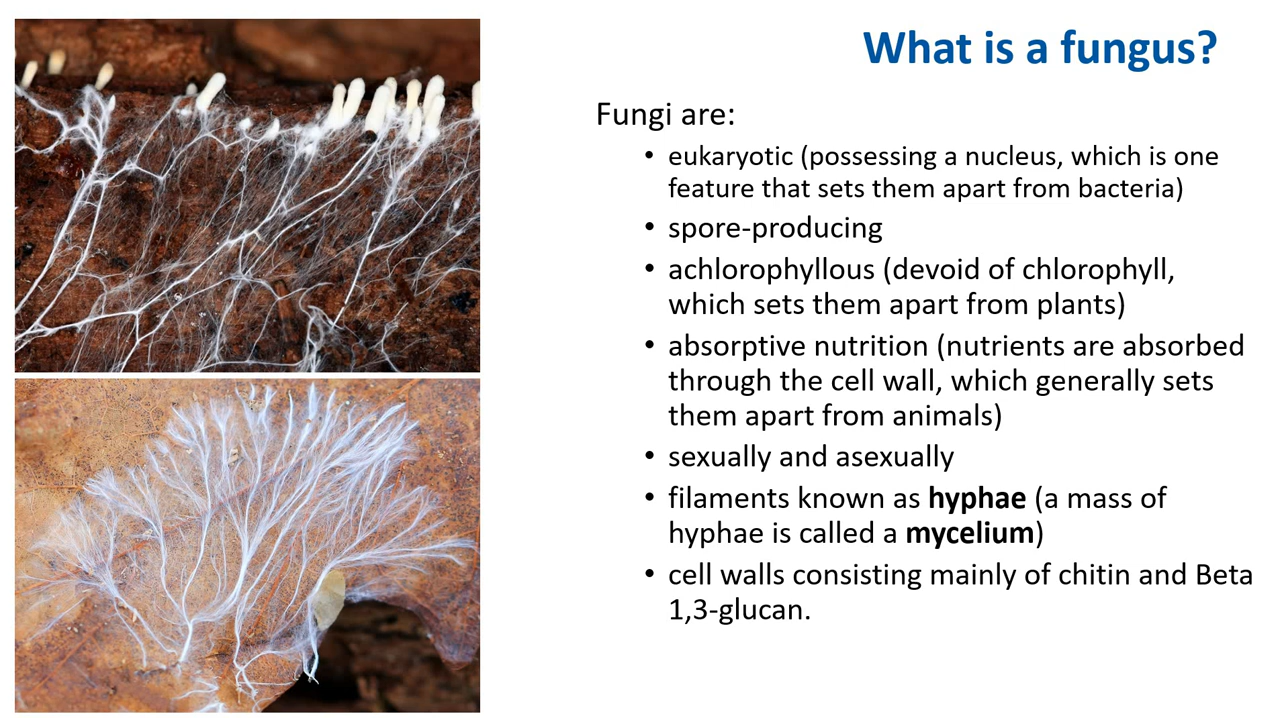 What is a fungus?
Fungi are:
• eukaryotic (possessing a nucleus, which is one
feature that sets them apart from bacteria)
• spore-producing
• achlorophyllous (devoid of chlorophyll,
which sets them apart from plants)
• absorptive nutrition (nutrients are absorbed
through the cell wall, which generally sets
them apart from animals)
• sexually and asexually
• filaments known as hyphae (a mass of
hyphae is called a mycelium)
• cell walls consisting mainly of chitin and Beta
1,3-glucan.